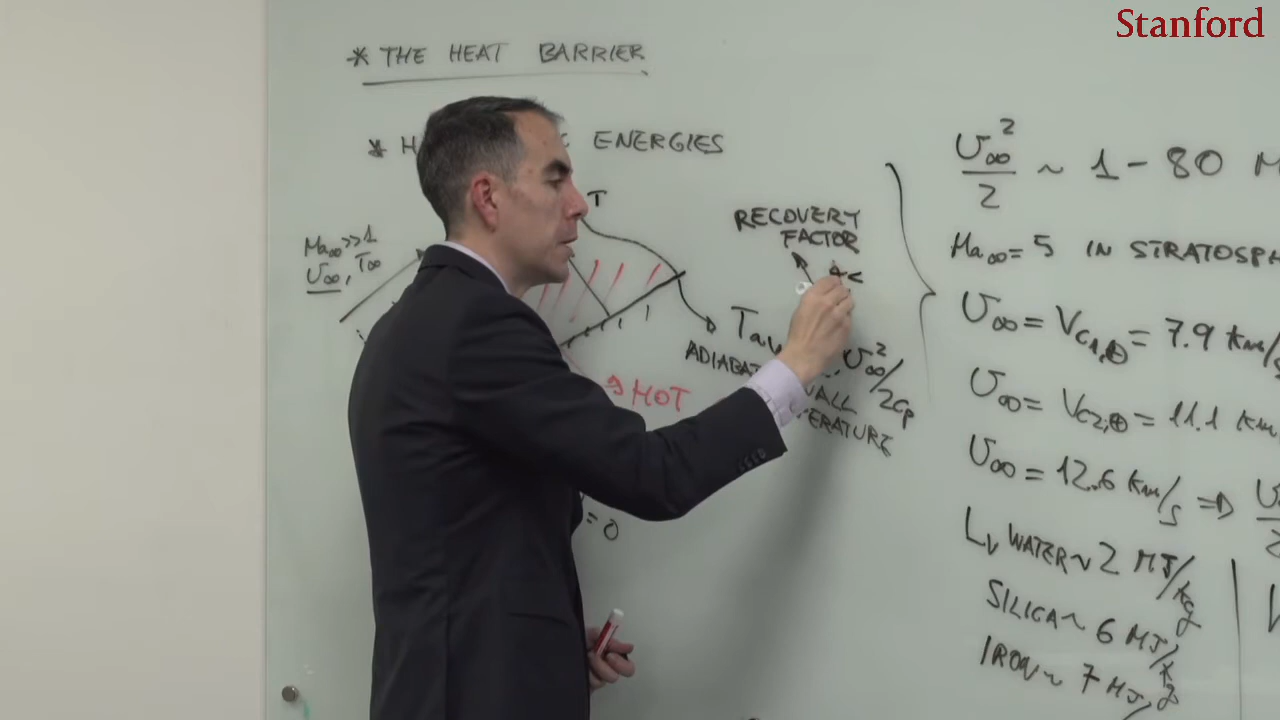 Stanford
* THE HEAT BARRIER
* H ENERGIES
T
Ma∞>>1
U∞, T∞
RECOVERY
FACTOR
U∞²/2cp
ADIABAT WALL
ERATURE
→ HOT
= 0
U∞²/2 ~ 1 - 80 M
Ma∞ = 5 IN STRATOSPH
U∞ = VC1,⊕ = 7.9 km/s
U∞ = VC2,⊕ = 11.1 km
U∞ = 12.6 km/s ⇒ U
Lv WATER ~ 2 MJ/kg
SILICA ~ 6 MJ/kg
IRON ~ 7 MJ/kg